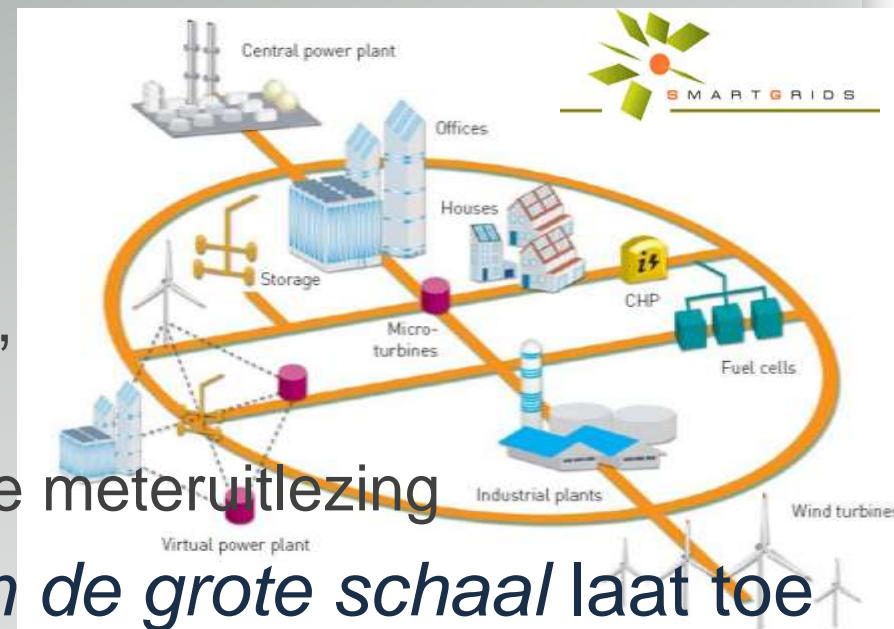 Central power plant
SMARTGRIDS
Offices
Houses
Storage
CHP
Micro-
turbines
Fuel cells
,
meteruitlezing
Industrial plants
Wind turbines
Virtual power plant
de grote schaal laat toe